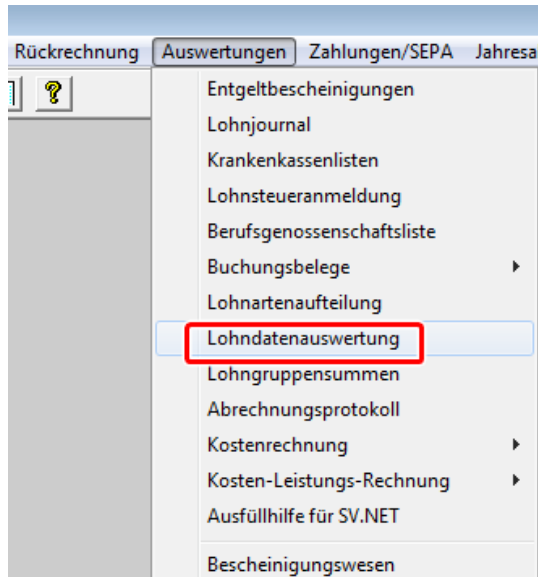 Rückrechnung Auswertungen Zahlungen/SEPA Jahresa
Entgeltbescheinigungen
Lohnjournal
Krankenkassenlisten
Lohnsteueranmeldung
Berufsgenossenschaftsliste
Buchungsbelege
Lohnartenaufteilung
Lohndatenauswertung
Lohngruppensummen
Abrechnungsprotokoll
Kostenrechnung
Kosten-Leistungs-Rechnung
Ausfüllhilfe für SV.NET
Bescheinigungswesen